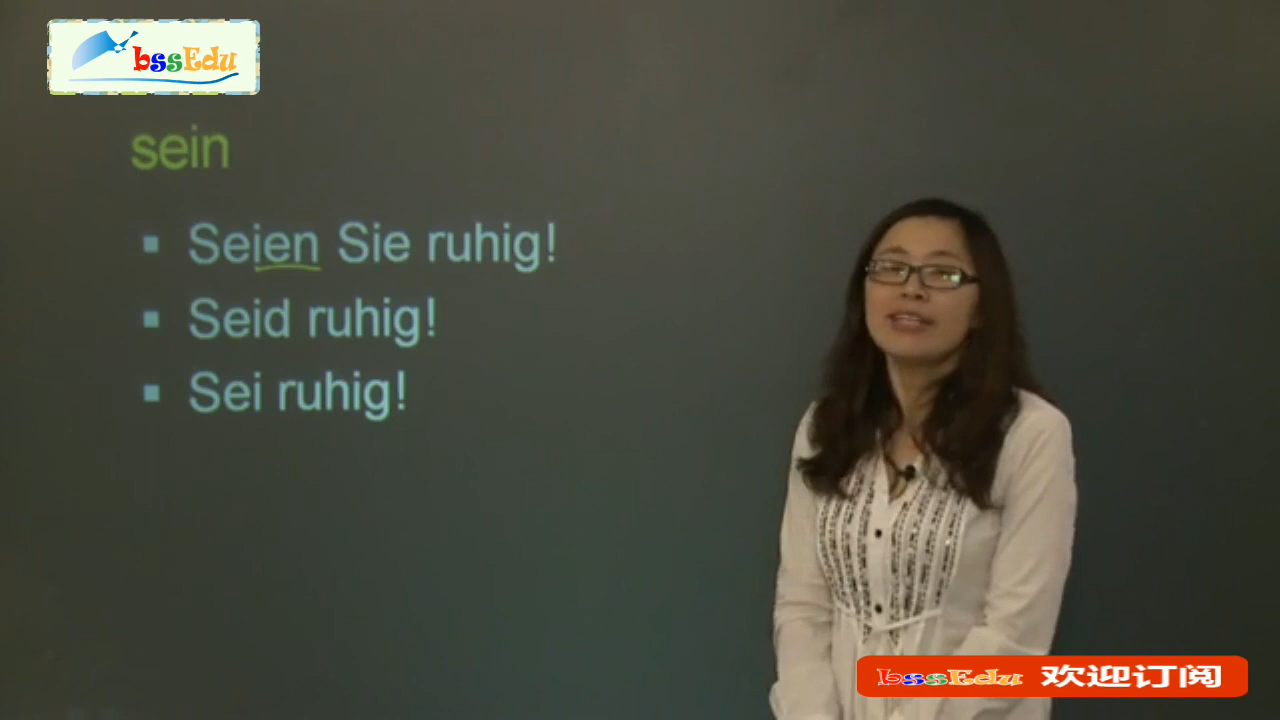 bssEdu
sein
Seien Sie ruhig!
Seid ruhig!
Sei ruhig!
bssEdu 欢迎订阅